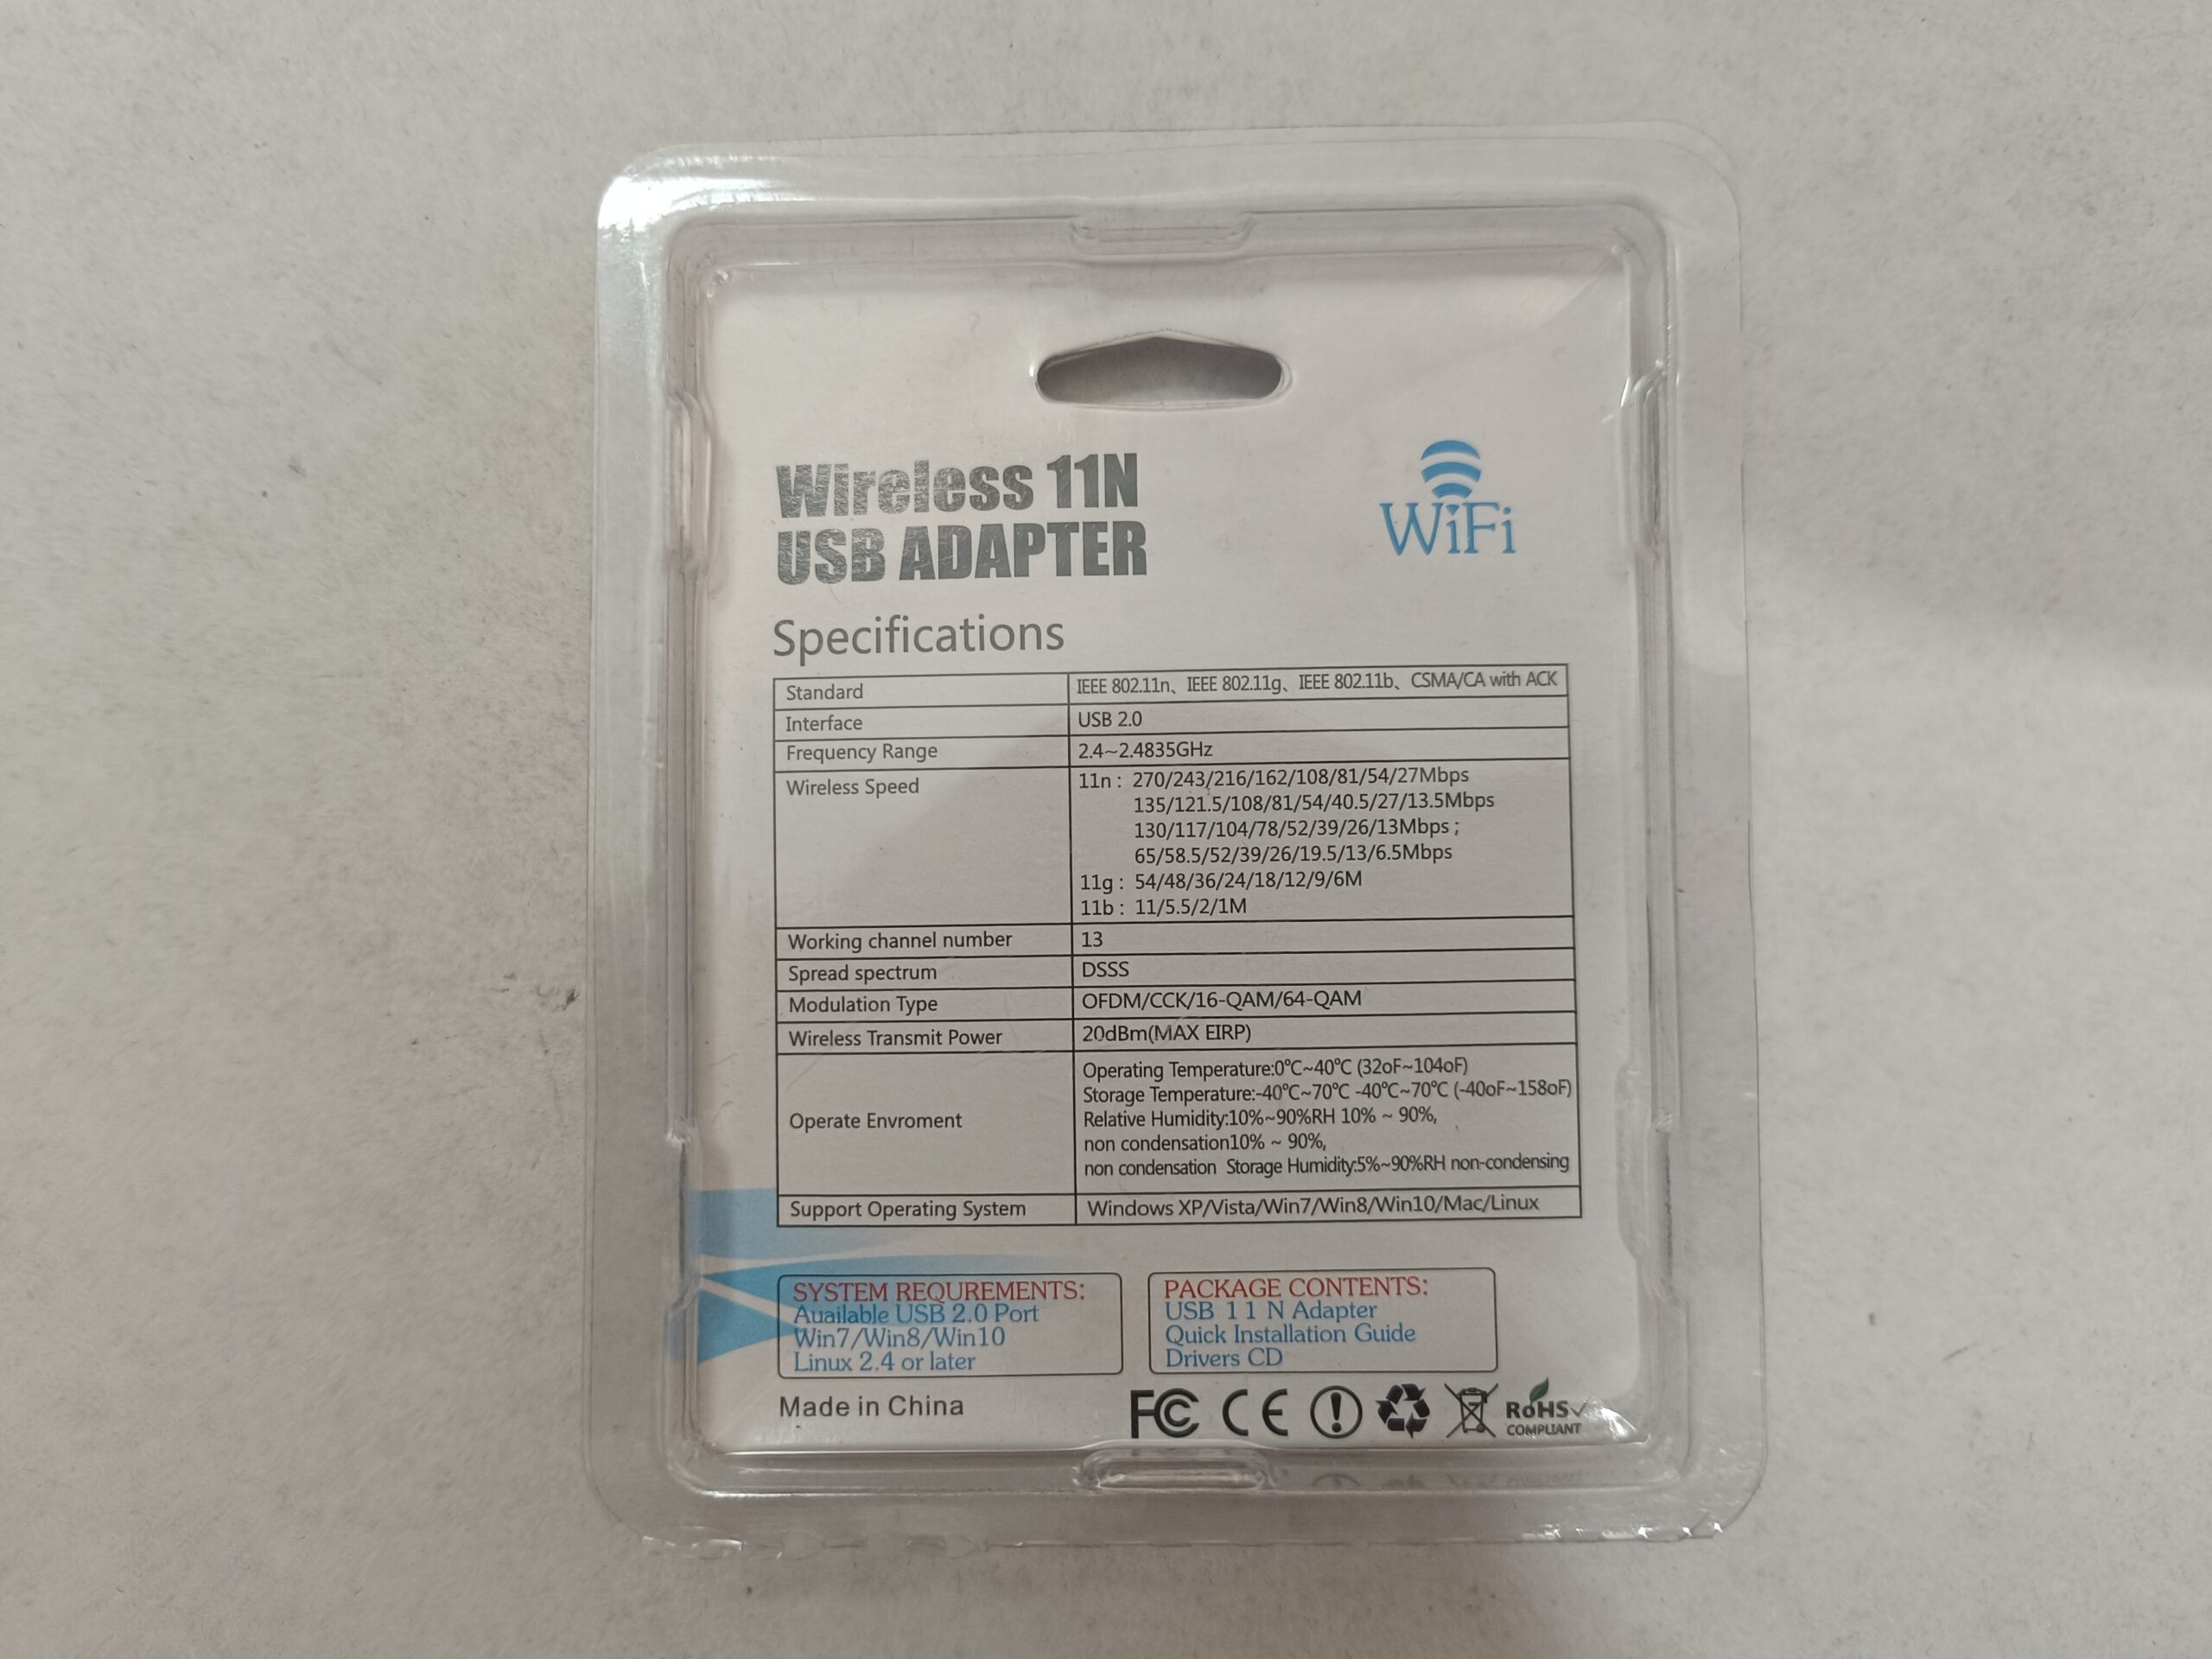 Wireless 11N
USB ADAPTER
WiFi
Specifications
Standard IEEE 802.11n、IEEE 802.11g、IEEE 802.11b、CSMA/CA with ACK
Interface USB 2.0
Frequency Range 2.4~2.4835GHz
Wireless Speed 11n : 270/243/216/162/108/81/54/27Mbps
135/121.5/108/81/54/40.5/27/13.5Mbps
130/117/104/78/52/39/26/13Mbps ;
65/58.5/52/39/26/19.5/13/6.5Mbps
11g : 54/48/36/24/18/12/9/6M
11b : 11/5.5/2/1M
Working channel number 13
Spread spectrum DSSS
Modulation Type OFDM/CCK/16-QAM/64-QAM
Wireless Transmit Power 20dBm(MAX EIRP)
Operate Envroment
Operating Temperature:0℃~40℃ (32oF~104oF)
Storage Temperature:-40℃~70℃ -40℃~70℃ (-40oF~158oF)
Relative Humidity:10%~90%RH 10% ~ 90%,
non condensation10% ~ 90%,
non condensation Storage Humidity:5%~90%RH non-condensing
Support Operating System Windows XP/Vista/Win7/Win8/Win10/Mac/Linux
SYSTEM REQUREMENTS:
Auailable USB 2.0 Port
Win7/Win8/Win10
Linux 2.4 or later
PACKAGE CONTENTS:
USB 1 1 N Adapter
Quick Installation Guide
Drivers CD
Made in China
FC CE RoHS
COMPLIANT